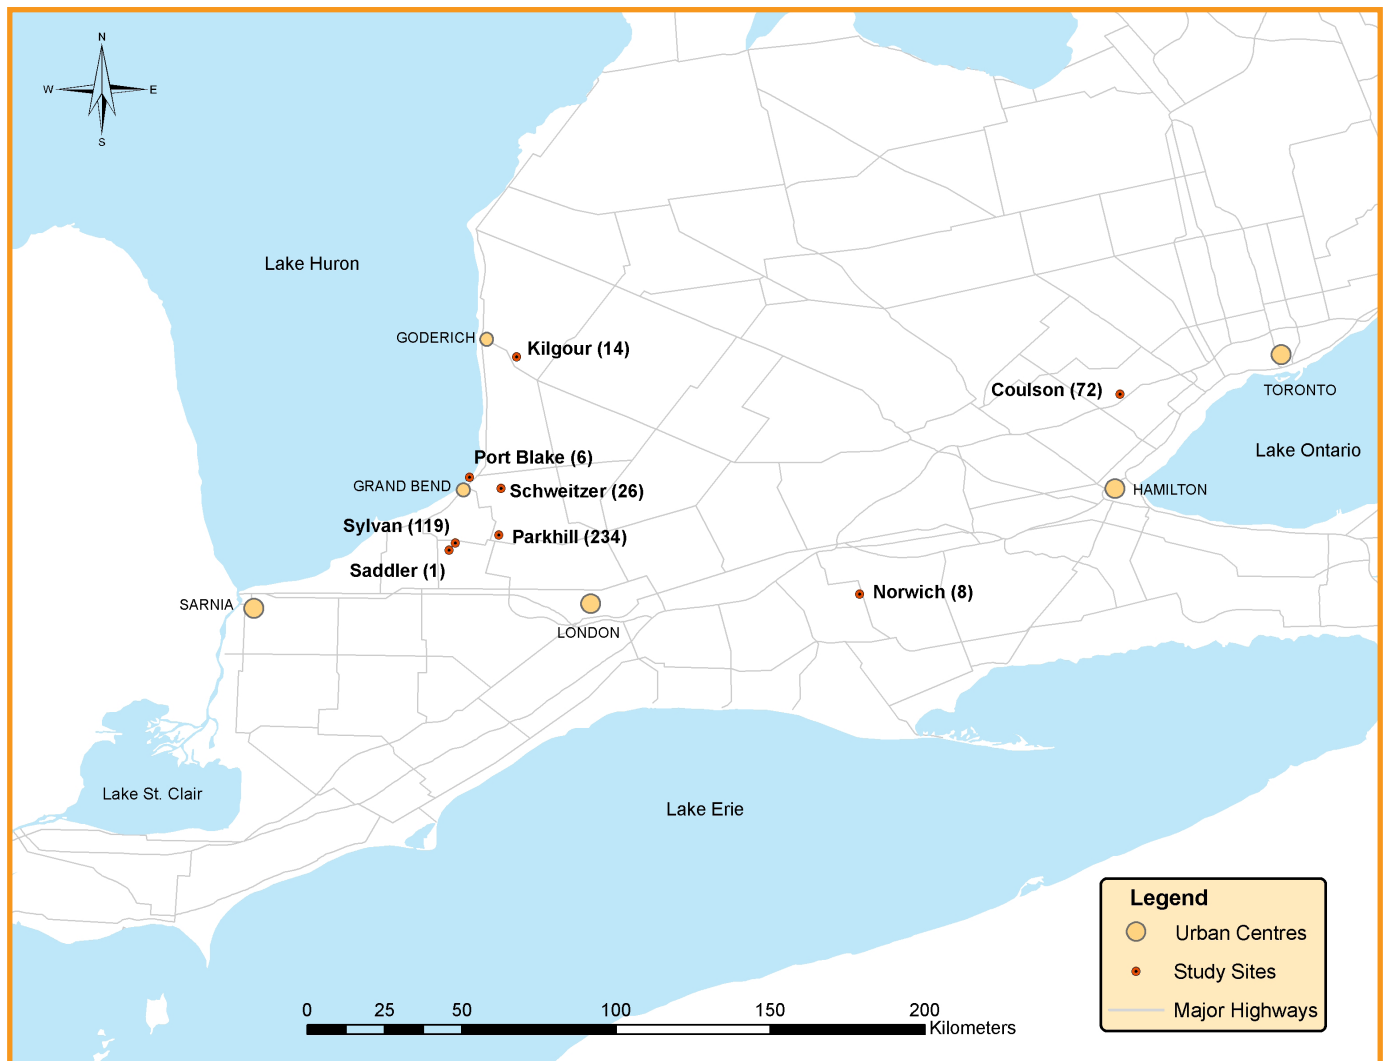 N
W E
S
Lake Huron
GODERICH
Kilgour (14)
Coulson (72)
TORONTO
Lake Ontario
Port Blake (6)
GRAND BEND
Schweitzer (26)
HAMILTON
Sylvan (119)
Parkhill (234)
Saddler (1)
Norwich (8)
SARNIA
LONDON
Lake St. Clair
Lake Erie
Legend
Urban Centres
Study Sites
Major Highways
0 25 50 100 150 200
Kilometers